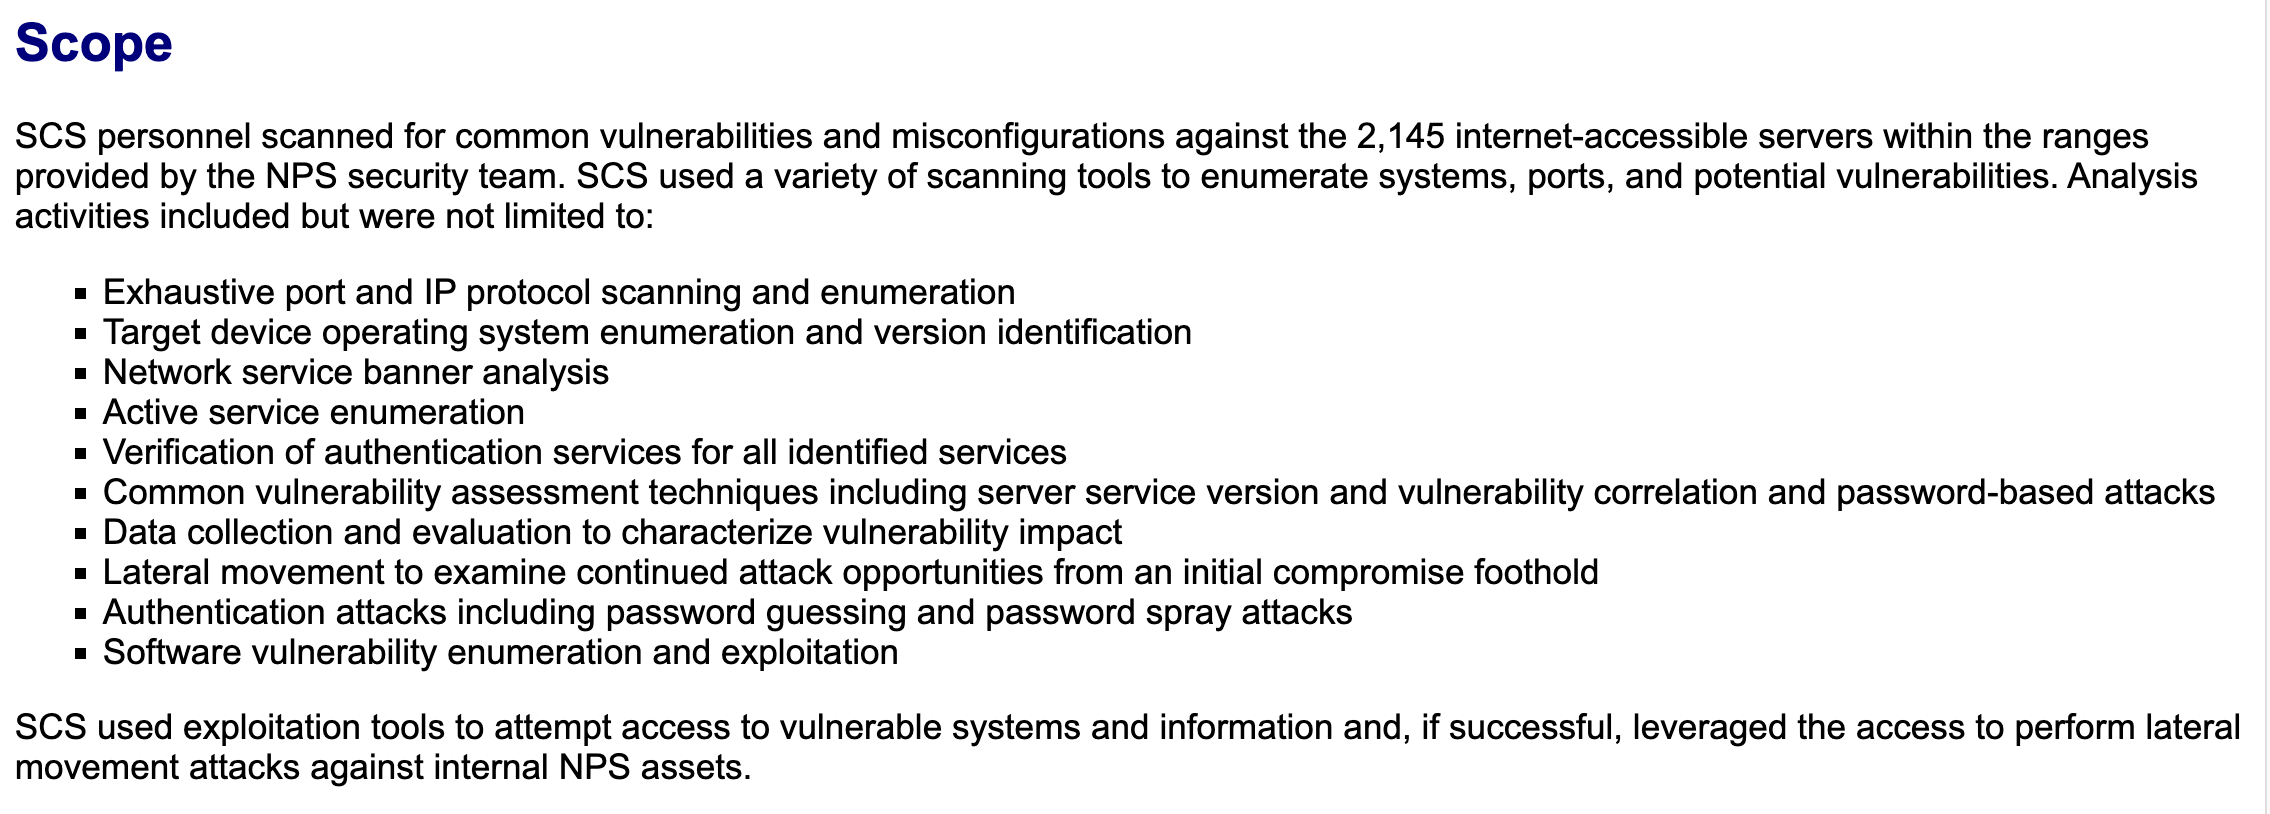 Scope
SCS personnel scanned for common vulnerabilities and misconfigurations against the 2,145 internet-accessible servers within the ranges
provided by the NPS security team. SCS used a variety of scanning tools to enumerate systems, ports, and potential vulnerabilities. Analysis
activities included but were not limited to:
▪ Exhaustive port and IP protocol scanning and enumeration
▪ Target device operating system enumeration and version identification
▪ Network service banner analysis
▪ Active service enumeration
▪ Verification of authentication services for all identified services
▪ Common vulnerability assessment techniques including server service version and vulnerability correlation and password-based attacks
▪ Data collection and evaluation to characterize vulnerability impact
▪ Lateral movement to examine continued attack opportunities from an initial compromise foothold
▪ Authentication attacks including password guessing and password spray attacks
▪ Software vulnerability enumeration and exploitation
SCS used exploitation tools to attempt access to vulnerable systems and information and, if successful, leveraged the access to perform lateral
movement attacks against internal NPS assets.